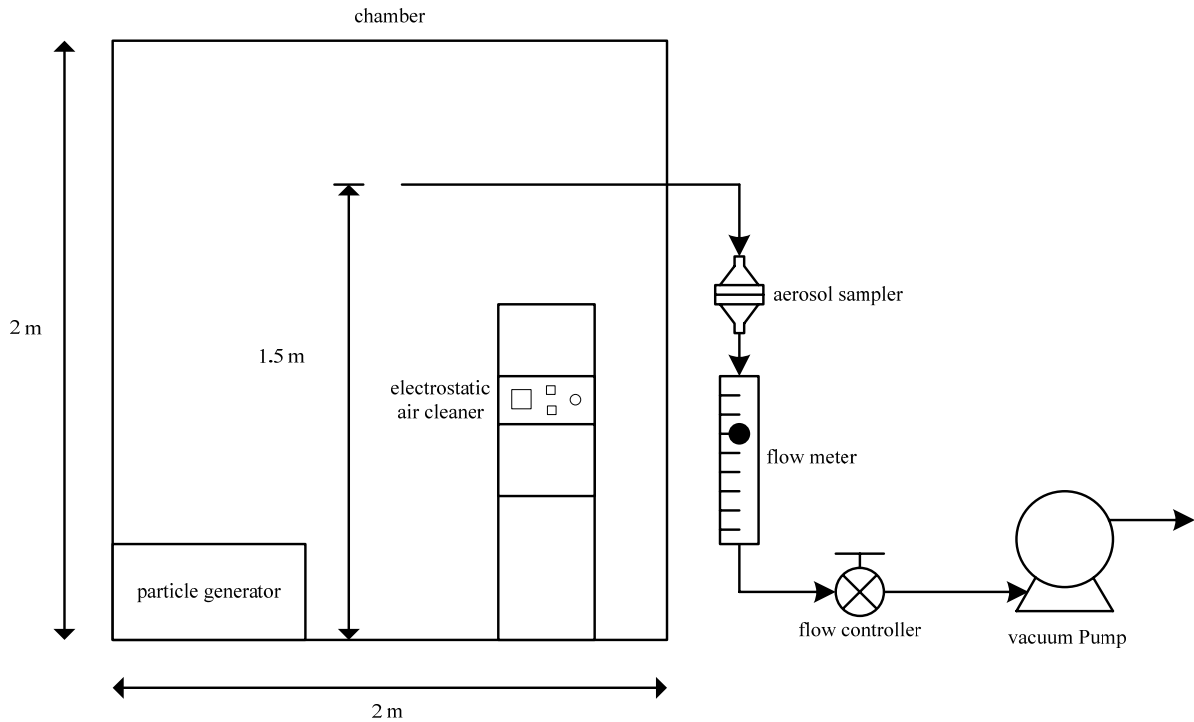 chamber
aerosol sampler
2 m
1.5 m
electrostatic
air cleaner
flow meter
particle generator
flow controller
vacuum Pump
2 m